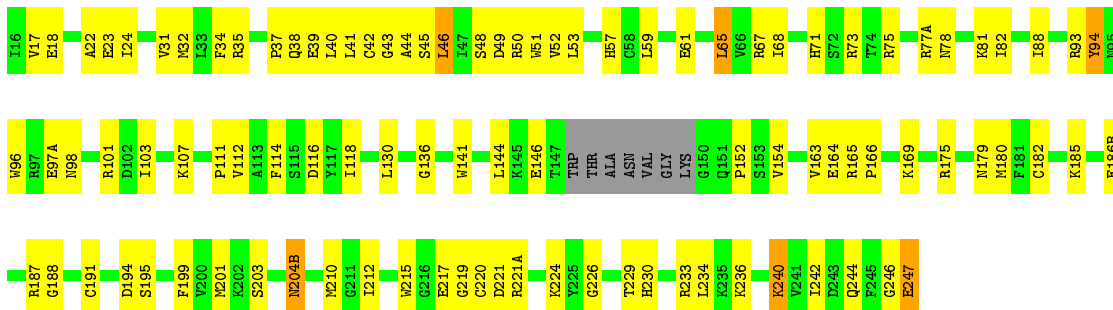 I16 V17 E18 A22 E23 I24 V31 M32 L33 F34 R35 P37 Q38 E39 L40 L41 C42 G43 A44 S45 L46 I47 S48 D49 R50 W51 V52 L53 H57 C58 L59 E61 L65 V66 R67 I68 H71 S72 R73 T74 R75 R77A N78 K81 I82 I88 R93 Y94 N95
W96 R97 E97A N98 R101 D102 I103 K107 P111 V112 A113 F114 S115 D116 Y117 I118 L130 G136 W141 L144 K145 E146 T147 TRP THR ALA ASN VAL GLY LYS G150 Q151 P152 S153 V154 V163 E164 R165 P166 K169 R175 N179 M180 F181 C182 K185 E186B
R187 G188 C191 D194 S195 F199 V200 M201 K202 S203 N204B M210 G211 I212 W215 G216 E217 G219 C220 D221 R221A K224 Y225 G226 T229 H230 R233 L234 K235 K236 K240 V241 I242 D243 Q244 F245 G246 E247